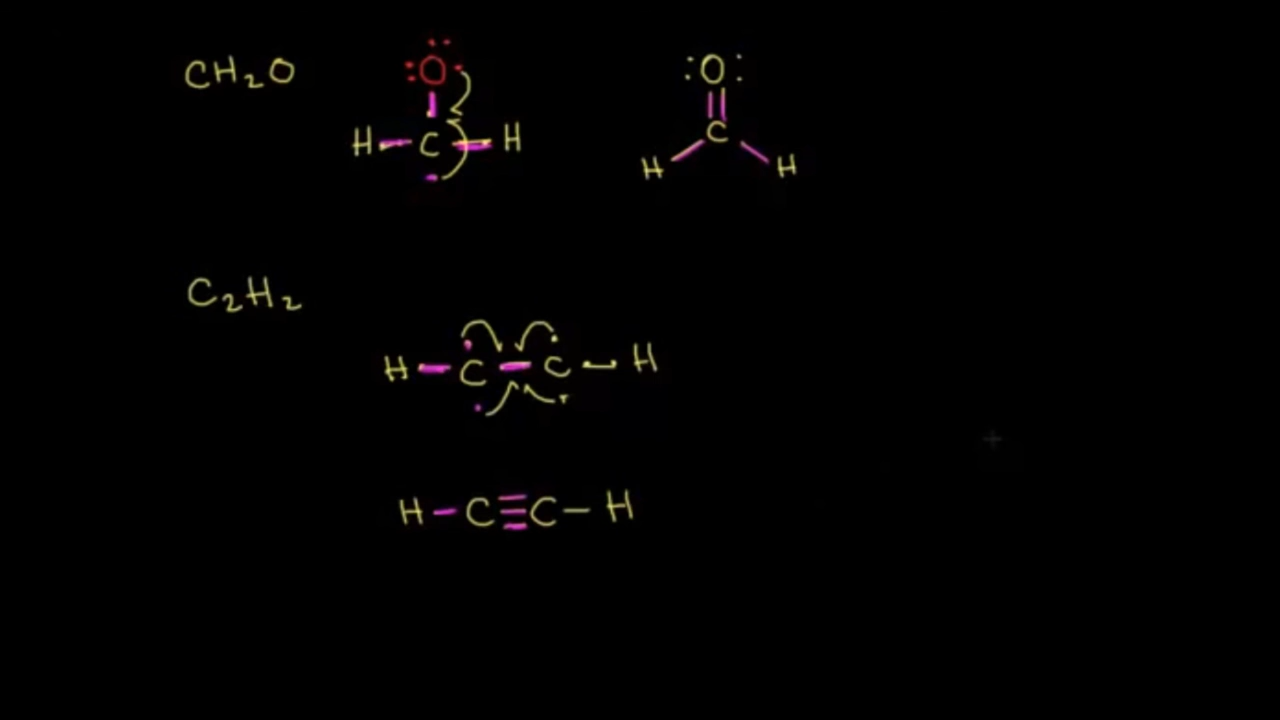 CH₂O
:Ö·
H-C-H
:O:
||
C
H H
C₂H₂
H-C-C-H
H-C≡C-H